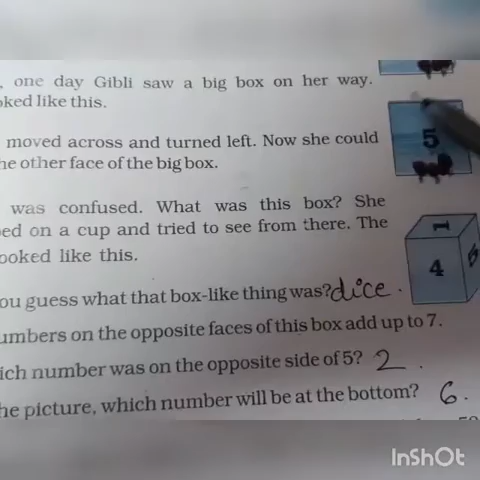 , one day Gibli saw a big box on her way.
oked like this.
moved across and turned left. Now she could
he other face of the big box.
5
was confused. What was this box? She
ed on a cup and tried to see from there. The
ooked like this.
1
4
5
ou guess what that box-like thing was? dice.
umbers on the opposite faces of this box add up to 7.
ich number was on the opposite side of 5? 2.
he picture, which number will be at the bottom? 6.
InShOt